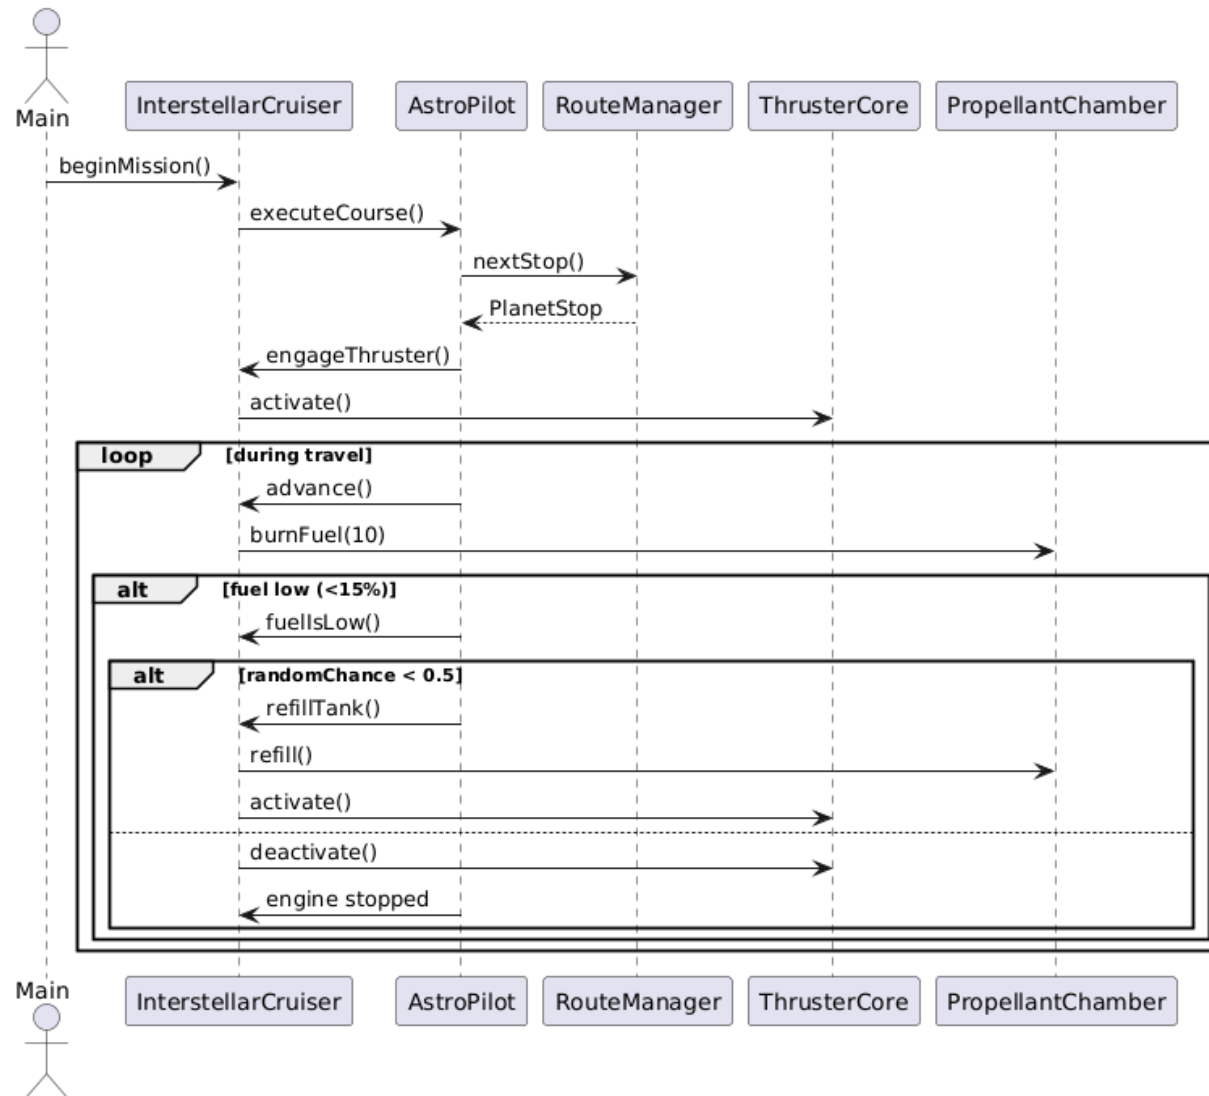 Main
InterstellarCruiser
AstroPilot
RouteManager
ThrusterCore
PropellantChamber
beginMission()
executeCourse()
nextStop()
PlanetStop
engageThruster()
activate()
loop [during travel]
advance()
burnFuel(10)
alt [fuel low (<15%)]
fuelIsLow()
alt [randomChance < 0.5]
refillTank()
refill()
activate()
deactivate()
engine stopped
Main
InterstellarCruiser
AstroPilot
RouteManager
ThrusterCore
PropellantChamber